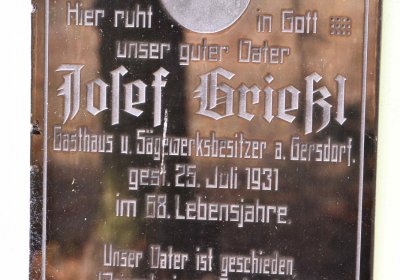 Hier ruht in Gott
unser guter Vater
Josef Grießl
Gasthaus u. Sägewerksbesitzer a. Gersdorf.
gest. 25. Juli 1931
im 68. Lebensjahre.
Unser Vater ist geschieden